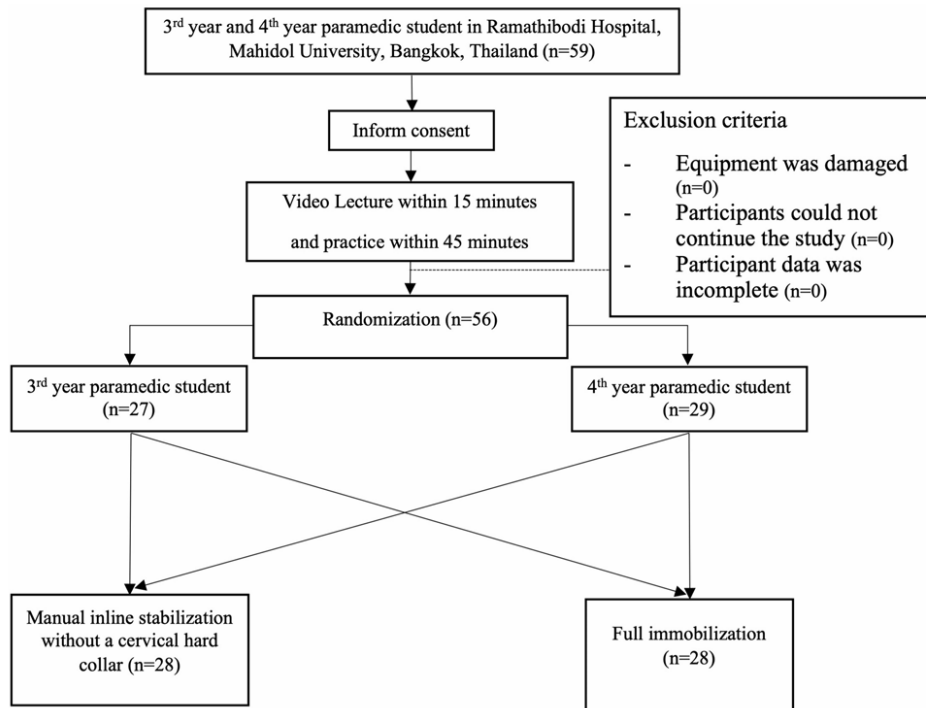 3rd year and 4th year paramedic student in Ramathibodi Hospital,
Mahidol University, Bangkok, Thailand (n=59)
Inform consent
Exclusion criteria
- Equipment was damaged
(n=0)
- Participants could not
continue the study (n=0)
- Participant data was
incomplete (n=0)
Video Lecture within 15 minutes
and practice within 45 minutes
Randomization (n=56)
3rd year paramedic student
(n=27)
4th year paramedic student
(n=29)
Manual inline stabilization
without a cervical hard
collar (n=28)
Full immobilization
(n=28)